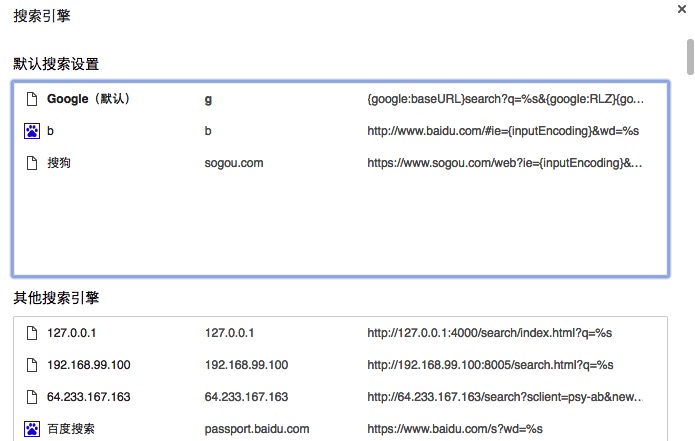 搜索引擎
默认搜索设置
Google（默认） g {google:baseURL}search?q=%s&{google:RLZ}{go...
b b http://www.baidu.com/#ie={inputEncoding}&wd=%s
搜狗 sogou.com https://www.sogou.com/web?ie={inputEncoding}&...
其他搜索引擎
127.0.0.1 127.0.0.1 http://127.0.0.1:4000/search/index.html?q=%s
192.168.99.100 192.168.99.100 http://192.168.99.100:8005/search.html?q=%s
64.233.167.163 64.233.167.163 http://64.233.167.163/search?sclient=psy-ab&new...
百度搜索 passport.baidu.com https://www.baidu.com/s?wd=%s